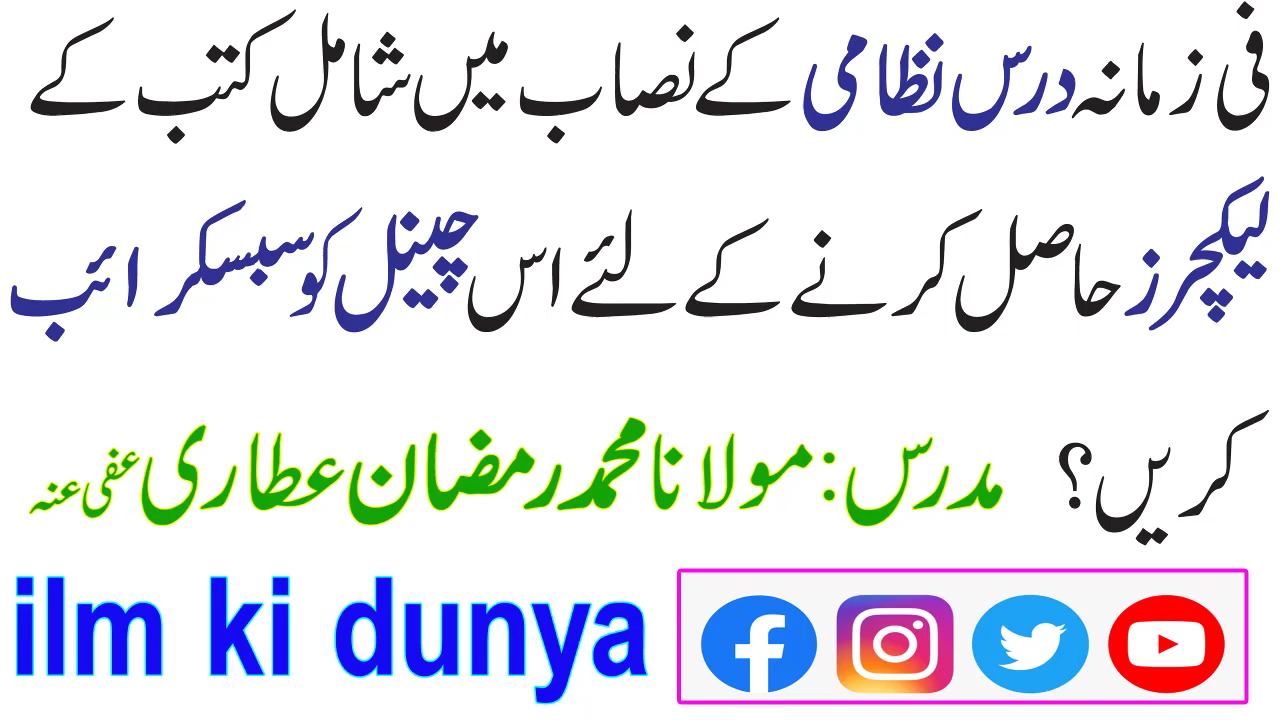 فی زمانہ درس نظامی کے نصاب میں شامل کتب کے
لیکچرز حاصل کرنے کے لئے اس چینل کو سبسکرائب
کریں؟ مدرس: مولانا محمد رمضان عطاری عفی عنہ
ilm ki dunya